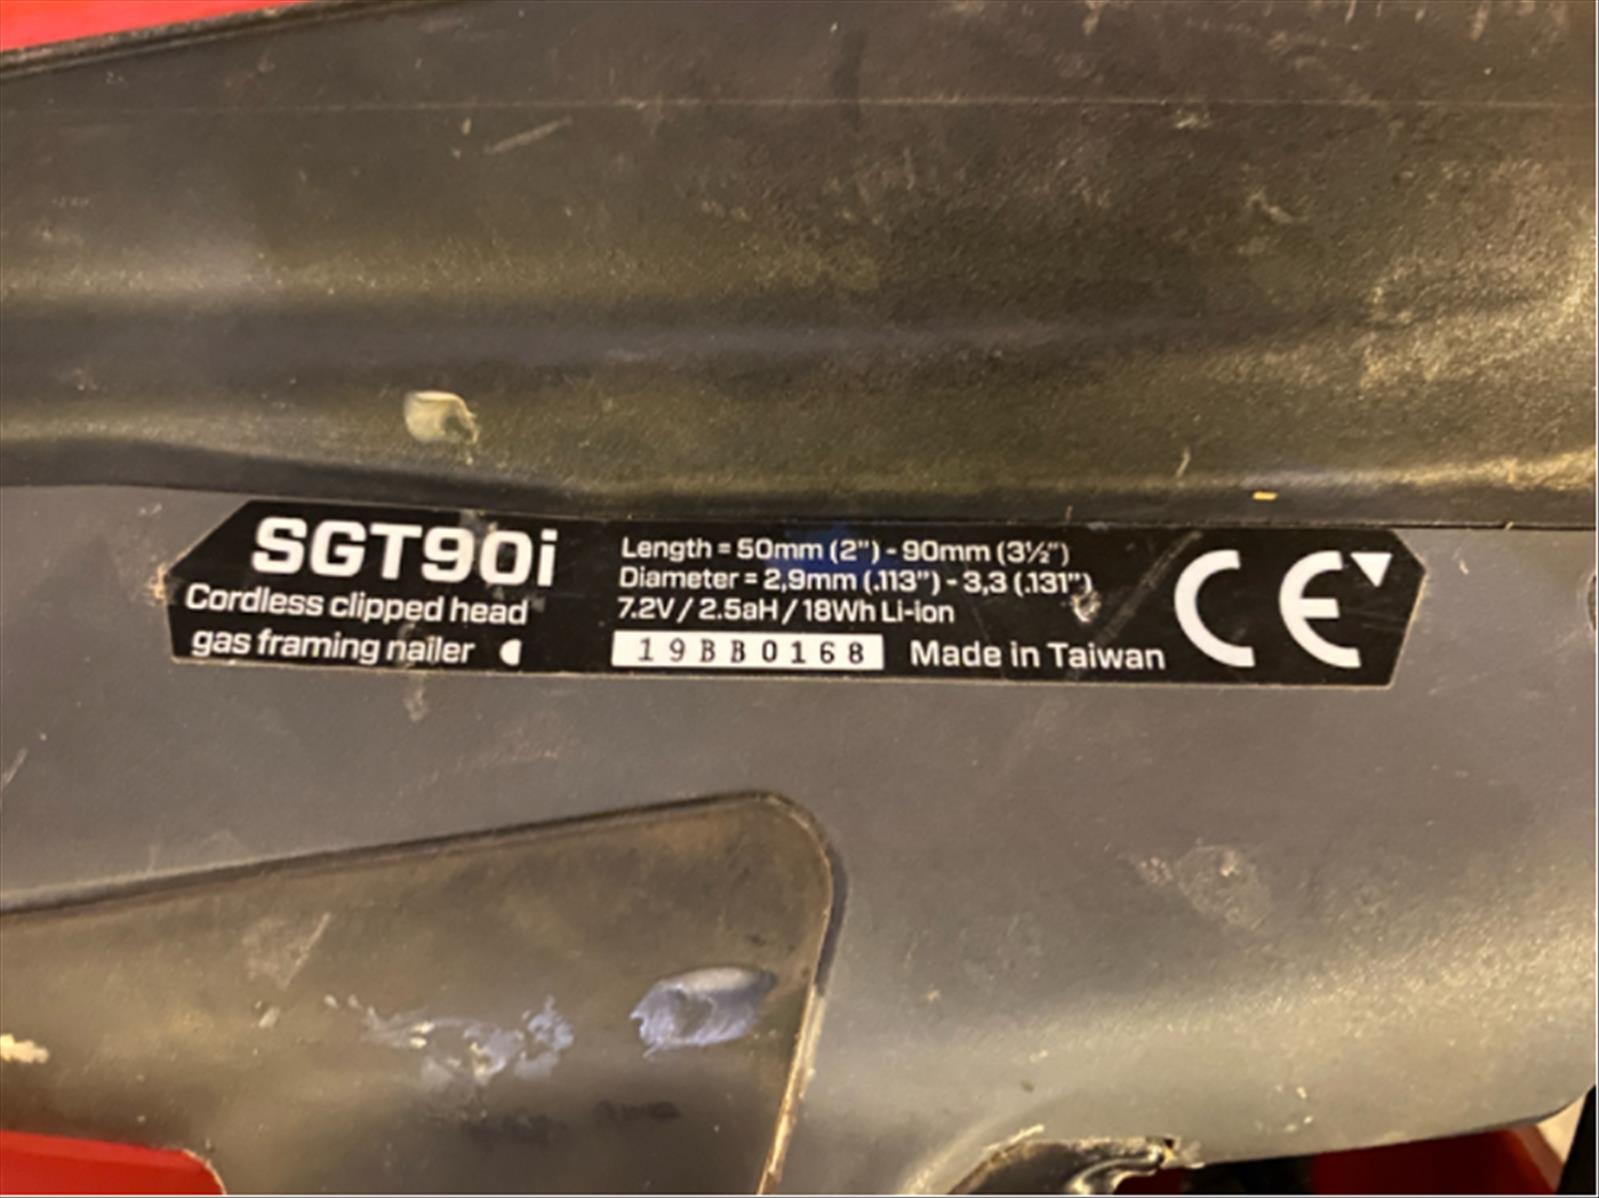 SGT90i
Cordless clipped head
gas framing nailer
Length = 50mm (2") - 90mm (3½")
Diameter = 2,9mm (.113") - 3,3 (.131")
7.2V / 2.5aH / 18Wh Li-ion
19BB0168 Made in Taiwan
CE